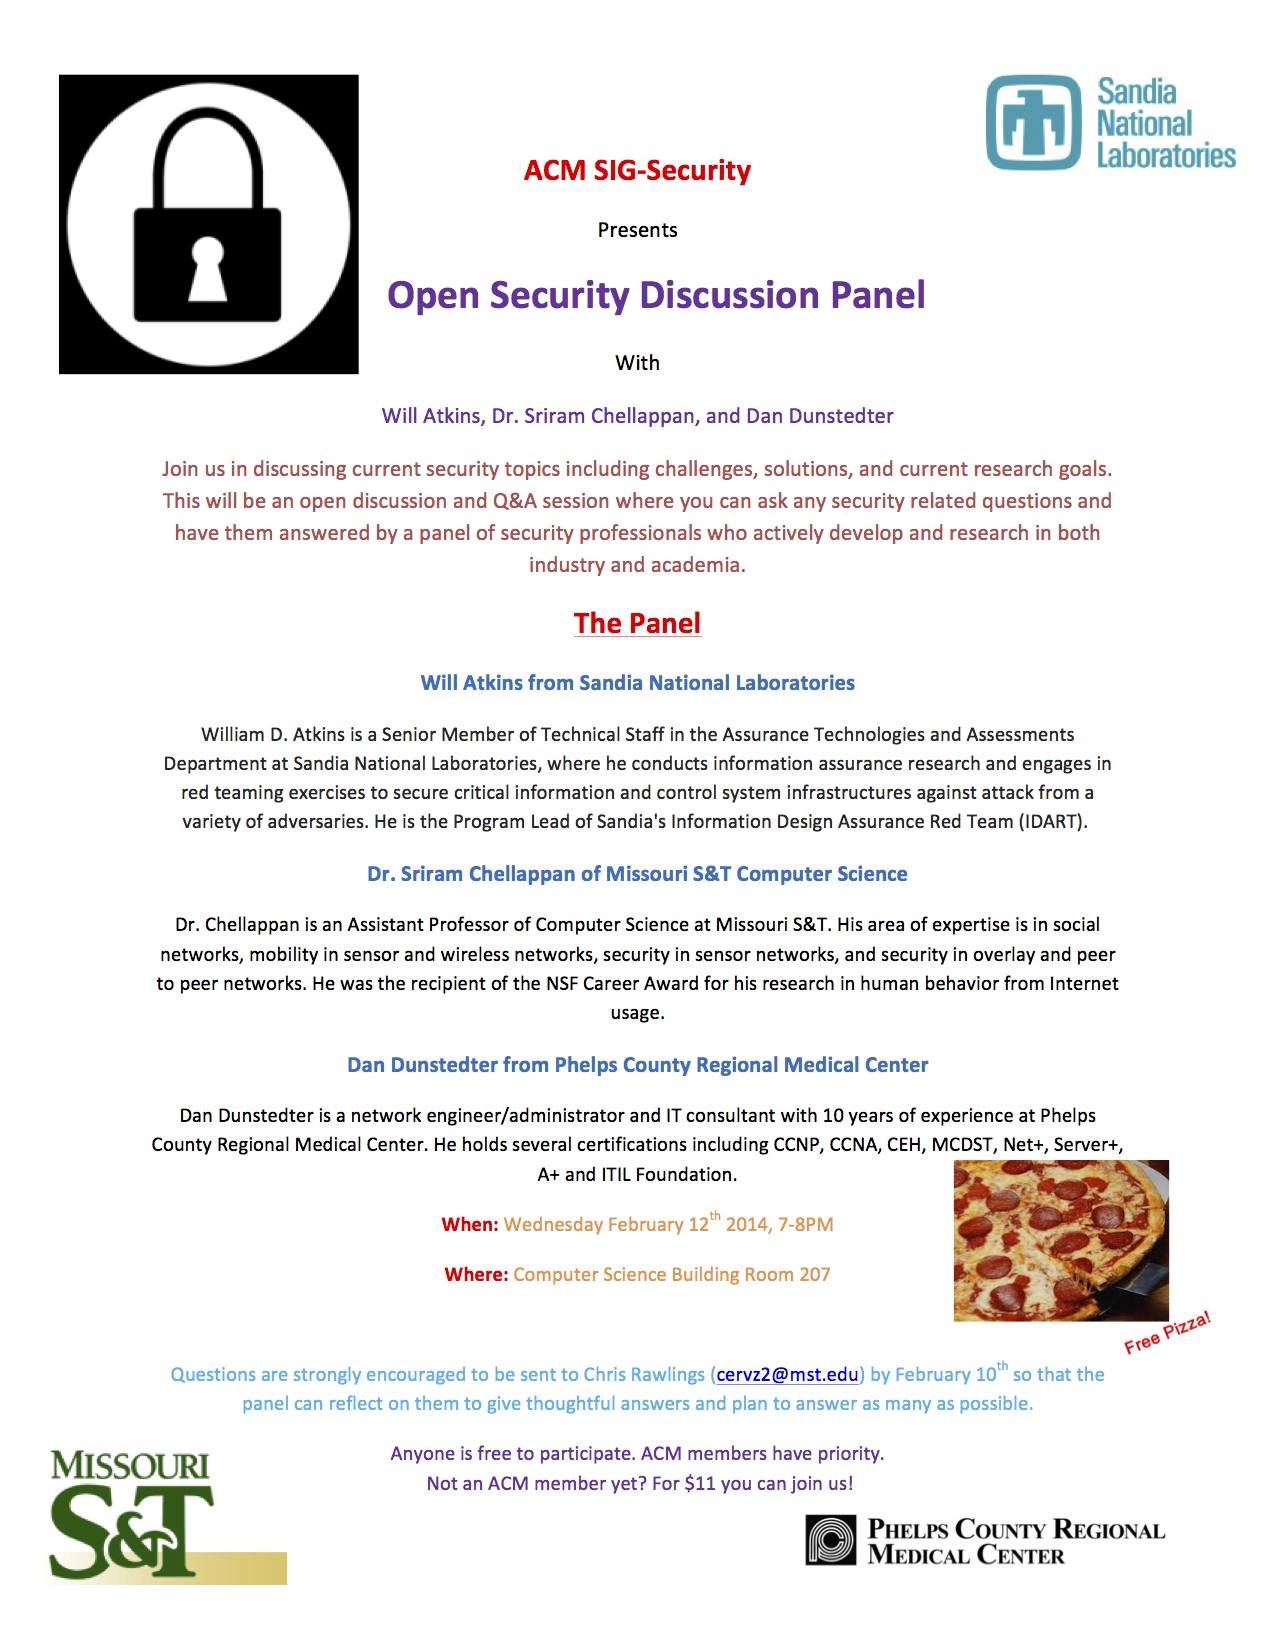 Sandia
National
Laboratories
ACM SIG-Security
Presents
Open Security Discussion Panel
With
Will Atkins, Dr. Sriram Chellappan, and Dan Dunstedter
Join us in discussing current security topics including challenges, solutions, and current research goals.
This will be an open discussion and Q&A session where you can ask any security related questions and
have them answered by a panel of security professionals who actively develop and research in both
industry and academia.
The Panel
Will Atkins from Sandia National Laboratories
William D. Atkins is a Senior Member of Technical Staff in the Assurance Technologies and Assessments
Department at Sandia National Laboratories, where he conducts information assurance research and engages in
red teaming exercises to secure critical information and control system infrastructures against attack from a
variety of adversaries. He is the Program Lead of Sandia's Information Design Assurance Red Team (IDART).
Dr. Sriram Chellappan of Missouri S&T Computer Science
Dr. Chellappan is an Assistant Professor of Computer Science at Missouri S&T. His area of expertise is in social
networks, mobility in sensor and wireless networks, security in sensor networks, and security in overlay and peer
to peer networks. He was the recipient of the NSF Career Award for his research in human behavior from Internet
usage.
Dan Dunstedter from Phelps County Regional Medical Center
Dan Dunstedter is a network engineer/administrator and IT consultant with 10 years of experience at Phelps
County Regional Medical Center. He holds several certifications including CCNP, CCNA, CEH, MCDST, Net+, Server+,
A+ and ITIL Foundation.
When: Wednesday February 12th 2014, 7-8PM
Where: Computer Science Building Room 207
Free Pizza!
Questions are strongly encouraged to be sent to Chris Rawlings (cervz2@mst.edu) by February 10th so that the
panel can reflect on them to give thoughtful answers and plan to answer as many as possible.
Anyone is free to participate. ACM members have priority.
Not an ACM member yet? For $11 you can join us!
MISSOURI
S&T
PHELPS COUNTY REGIONAL
MEDICAL CENTER